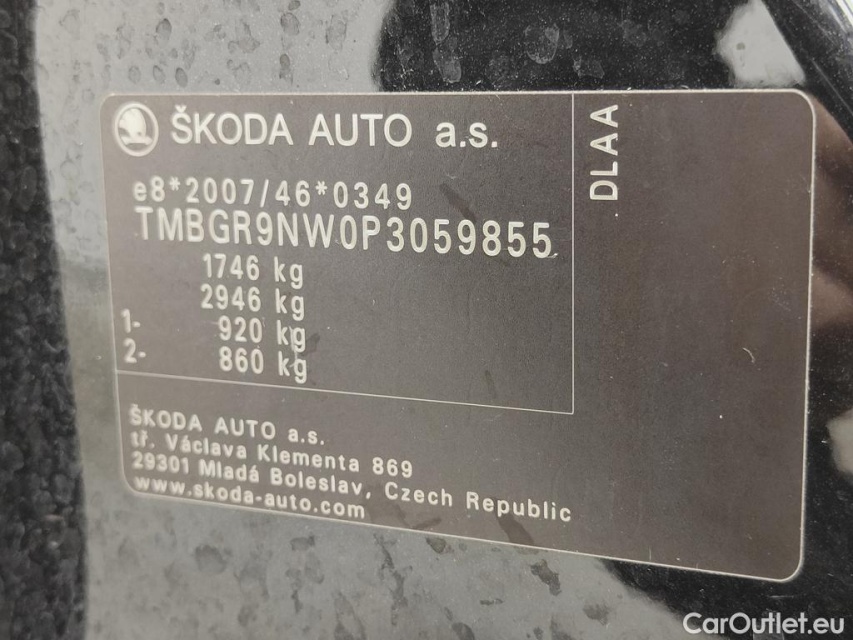 ŠKODA AUTO a.s.
e8*2007/46*0349
TMBGR9NW0P3059855
1746 kg
2946 kg
1- 920 kg
2- 860 kg
DLAA
ŠKODA AUTO a.s.
tř. Václava Klementa 869
29301 Mladá Boleslav, Czech Republic
www.skoda-auto.com
CarOutlet.eu